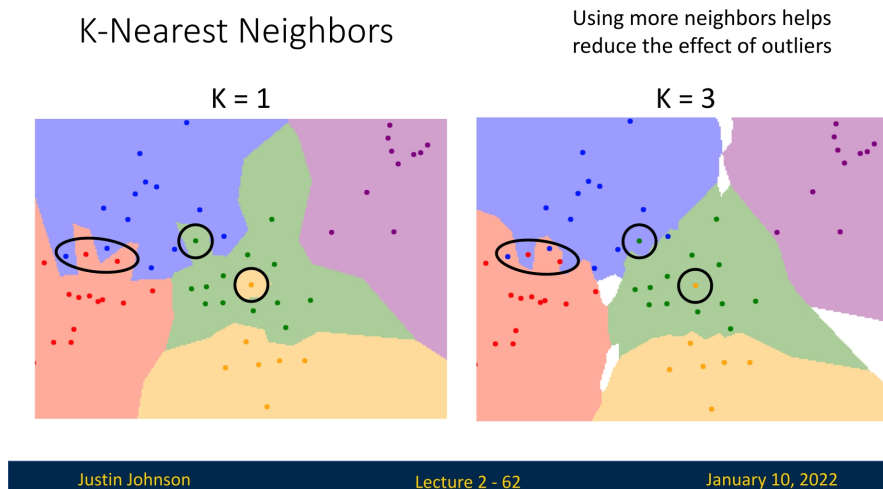 K-Nearest Neighbors
Using more neighbors helps
reduce the effect of outliers
K = 1
K = 3
Justin Johnson
Lecture 2 - 62
January 10, 2022